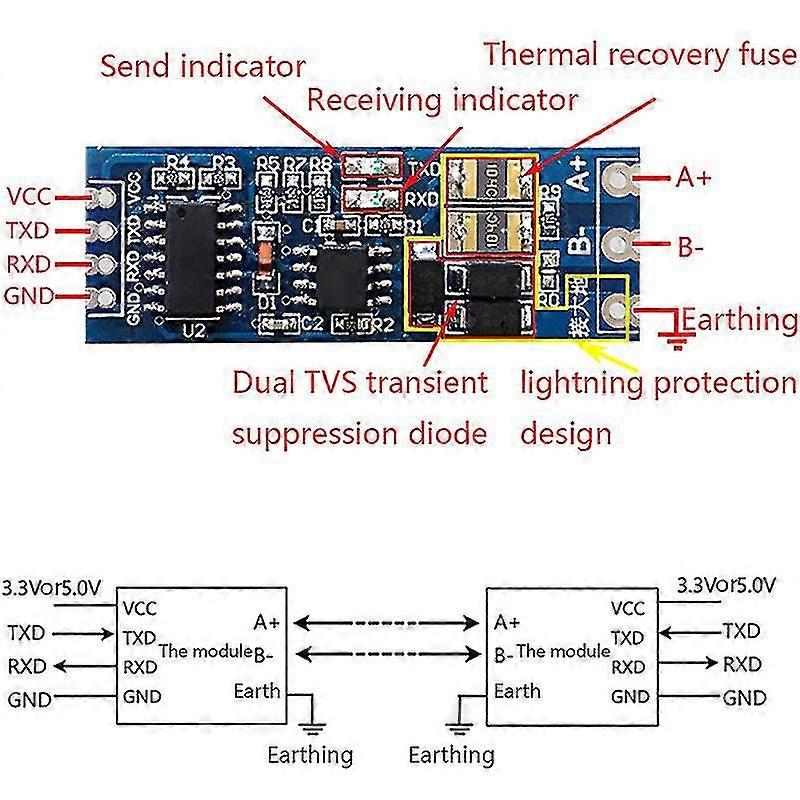 Thermal recovery fuse
Send indicator
Receiving indicator
R4 R3 R5 R7 R8 TXD
VCC VCC RXD R9 A+ A+
TXD TXD C1 R1
RXD RXD B- B-
GND GND U2 D1 C2 R2 接大地 Earthing
Dual TVS transient lightning protection
suppression diode design
3.3Vor5.0V 3.3Vor5.0V
VCC VCC
TXD TXD A+ A+ TXD TXD
The module The module
RXD RXD B- B- RXD RXD
GND GND Earth Earth GND GND
Earthing Earthing